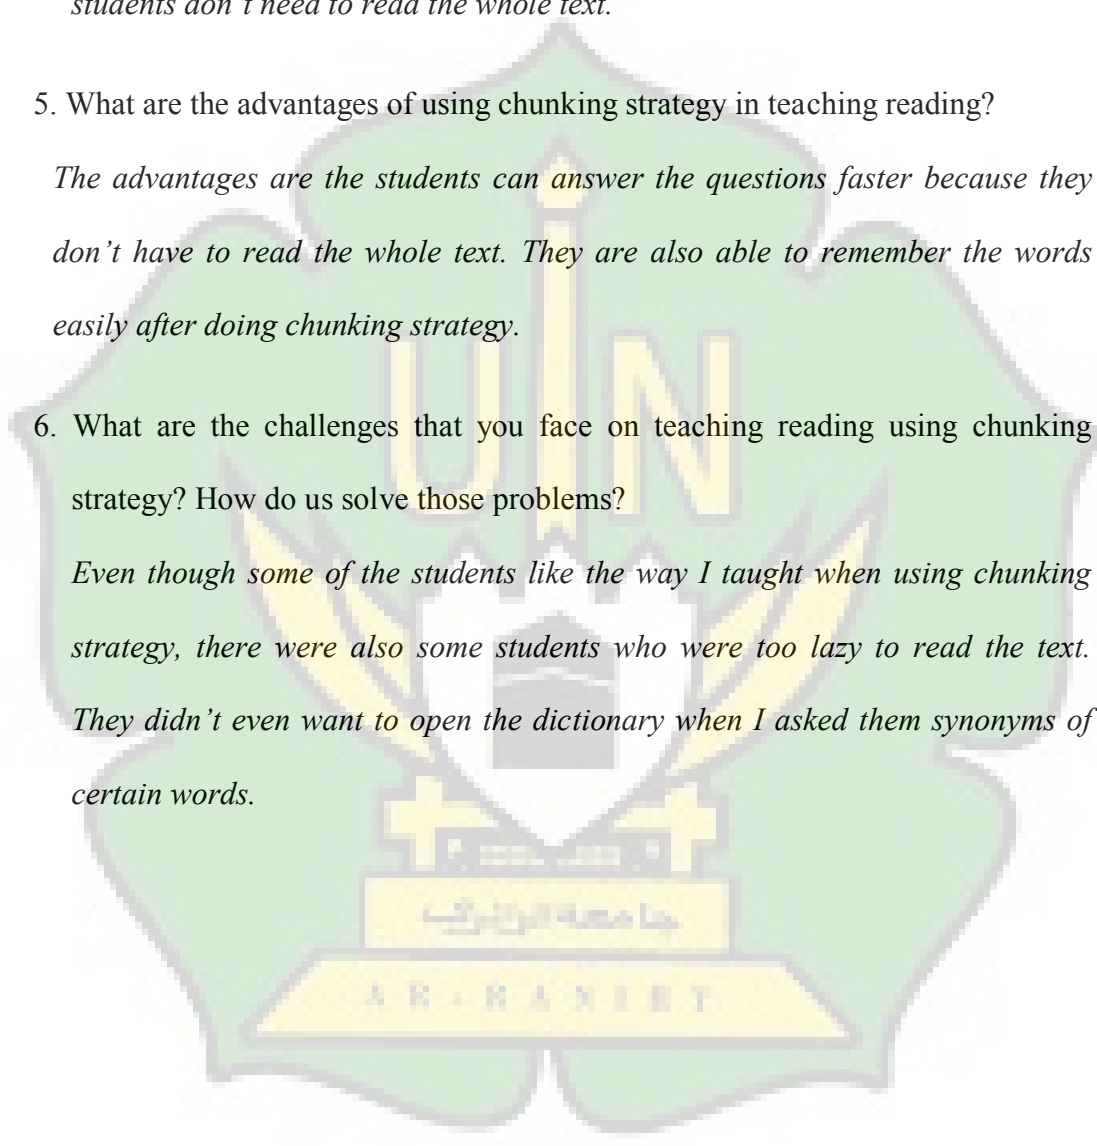 students don't need to read the whole text.
5. What are the advantages of using chunking strategy in teaching reading?
The advantages are the students can answer the questions faster because they
don't have to read the whole text. They are also able to remember the words
easily after doing chunking strategy.
6. What are the challenges that you face on teaching reading using chunking
strategy? How do us solve those problems?
Even though some of the students like the way I taught when using chunking
strategy, there were also some students who were too lazy to read the text.
They didn't even want to open the dictionary when I asked them synonyms of
certain words.
UIN
جامعة الرانيري
AR-RANIRY